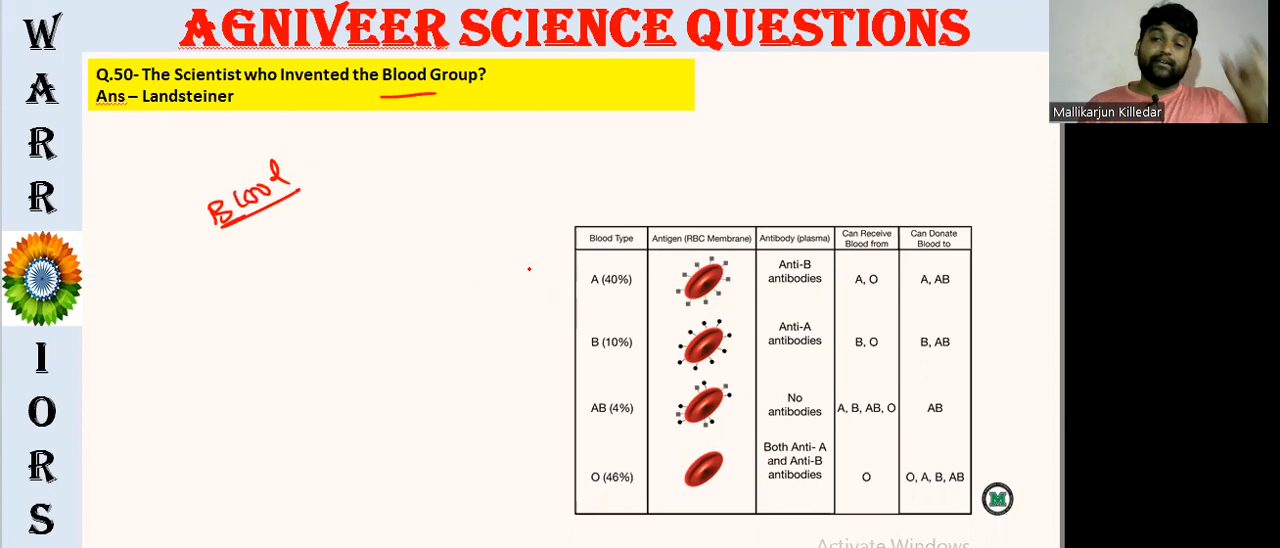 AGNIVEER SCIENCE QUESTIONS
W
A
R
R
I
O
R
S
Q.50- The Scientist who Invented the Blood Group?
Ans – Landsteiner
Mallikarjun Killedar
Blood
Blood Type
Antigen (RBC Membrane)
Antibody (plasma)
Can Receive
Blood from
Can Donate
Blood to
A (40%)
Anti-B
antibodies
A, O
A, AB
B (10%)
Anti-A
antibodies
B, O
B, AB
AB (4%)
No
antibodies
A, B, AB, O
AB
O (46%)
Both Anti- A
and Anti-B
antibodies
O
O, A, B, AB
M
Activate Windows